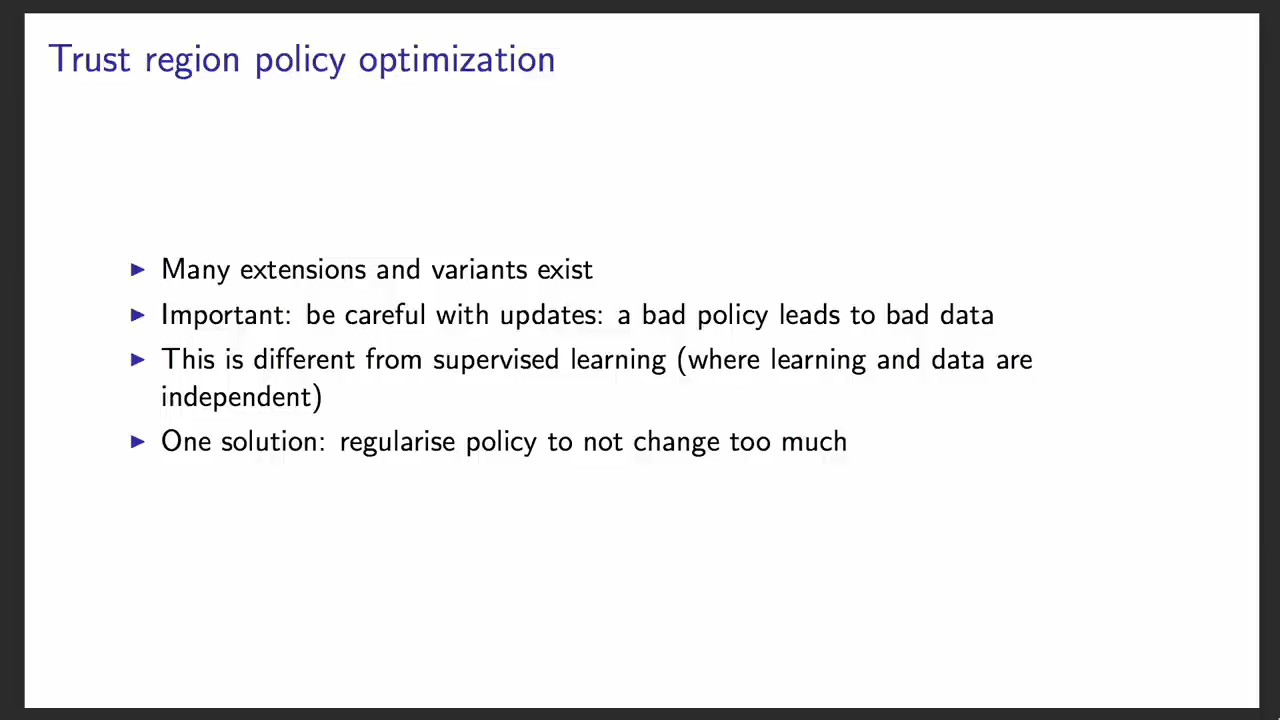 Trust region policy optimization
▶ Many extensions and variants exist
▶ Important: be careful with updates: a bad policy leads to bad data
▶ This is different from supervised learning (where learning and data are
independent)
▶ One solution: regularise policy to not change too much